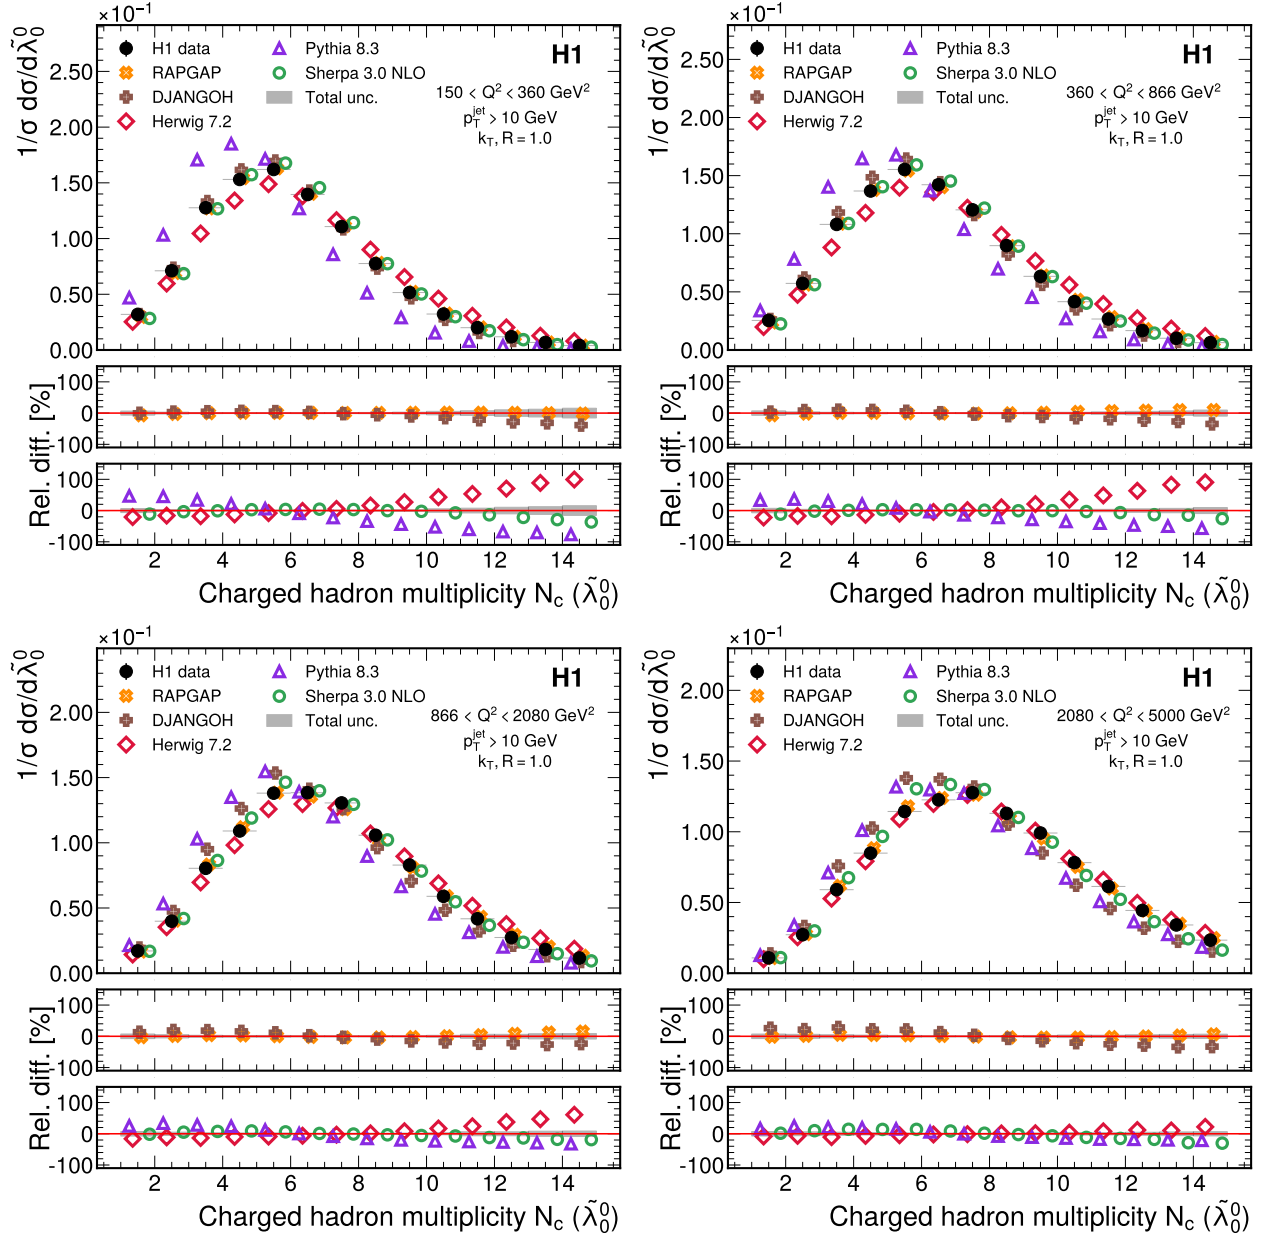 ×10⁻¹
1/σ dσ/dλ̃₀⁰
2.50
2.00
1.50
1.00
0.50
0.00
H1 data
RAPGAP
DJANGOH
Herwig 7.2
Pythia 8.3
Sherpa 3.0 NLO
Total unc.
H1
150 < Q² < 360 GeV²
p_T^jet > 10 GeV
k_T, R = 1.0
Rel. diff. [%]
100
0
-100
100
0
-100
2 4 6 8 10 12 14
Charged hadron multiplicity N_c (λ̃₀⁰)
×10⁻¹
1/σ dσ/dλ̃₀⁰
2.50
2.00
1.50
1.00
0.50
0.00
H1 data
RAPGAP
DJANGOH
Herwig 7.2
Pythia 8.3
Sherpa 3.0 NLO
Total unc.
H1
360 < Q² < 866 GeV²
p_T^jet > 10 GeV
k_T, R = 1.0
Rel. diff. [%]
100
0
-100
100
0
-100
2 4 6 8 10 12 14
Charged hadron multiplicity N_c (λ̃₀⁰)
×10⁻¹
1/σ dσ/dλ̃₀⁰
2.00
1.50
1.00
0.50
0.00
H1 data
RAPGAP
DJANGOH
Herwig 7.2
Pythia 8.3
Sherpa 3.0 NLO
Total unc.
H1
866 < Q² < 2080 GeV²
p_T^jet > 10 GeV
k_T, R = 1.0
Rel. diff. [%]
100
0
-100
100
0
-100
2 4 6 8 10 12 14
Charged hadron multiplicity N_c (λ̃₀⁰)
×10⁻¹
1/σ dσ/dλ̃₀⁰
2.00
1.50
1.00
0.50
0.00
H1 data
RAPGAP
DJANGOH
Herwig 7.2
Pythia 8.3
Sherpa 3.0 NLO
Total unc.
H1
2080 < Q² < 5000 GeV²
p_T^jet > 10 GeV
k_T, R = 1.0
Rel. diff. [%]
100
0
-100
100
0
-100
2 4 6 8 10 12 14
Charged hadron multiplicity N_c (λ̃₀⁰)